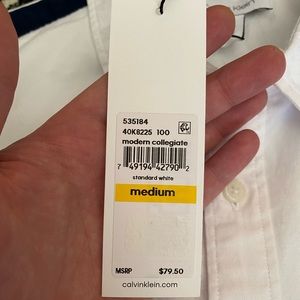 535184
40K8225 100
modern collegiate
7 49194 42790 2
standard white
medium
MSRP $79.50
calvinklein.com